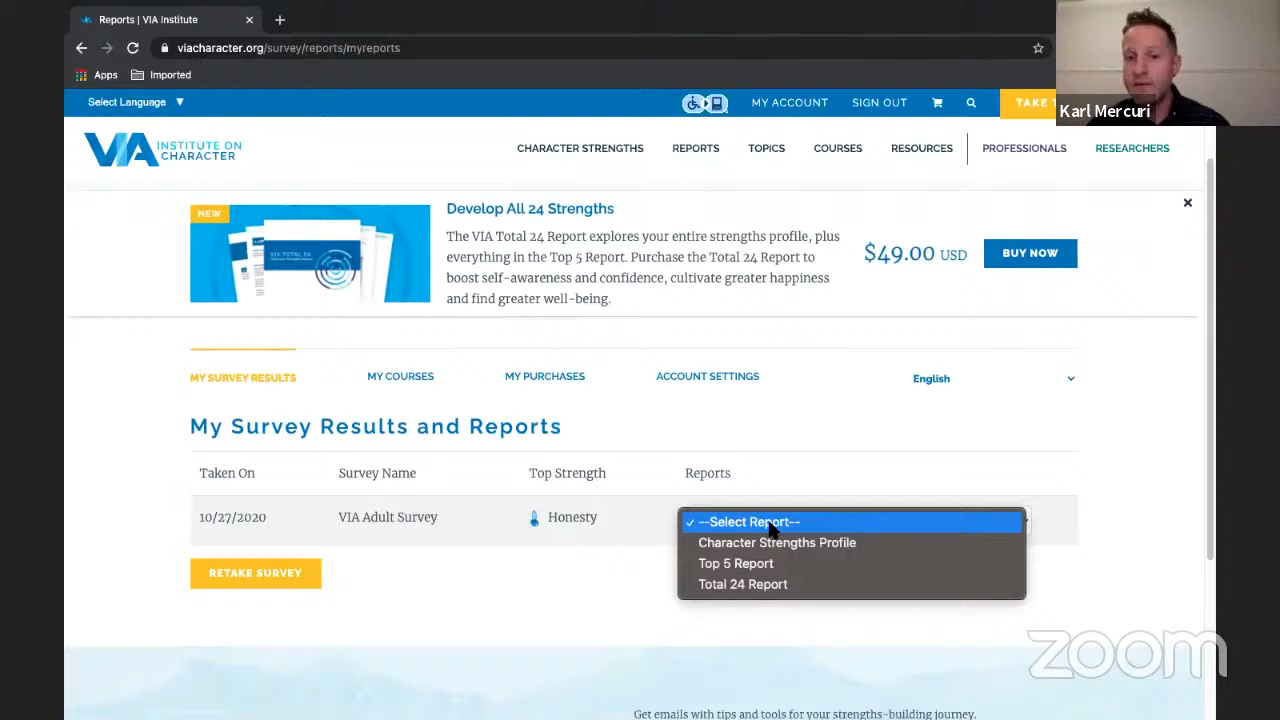 Reports | VIA Institute
viacharacter.org/survey/reports/myreports
Apps
Imported
Karl Mercuri
Select Language
MY ACCOUNT
SIGN OUT
TAKE
VIA INSTITUTE ON CHARACTER
CHARACTER STRENGTHS
REPORTS
TOPICS
COURSES
RESOURCES
PROFESSIONALS
RESEARCHERS
NEW
VIA TOTAL 24
Develop All 24 Strengths
The VIA Total 24 Report explores your entire strengths profile, plus
everything in the Top 5 Report. Purchase the Total 24 Report to
boost self-awareness and confidence, cultivate greater happiness
and find greater well-being.
$49.00 USD
BUY NOW
MY SURVEY RESULTS
MY COURSES
MY PURCHASES
ACCOUNT SETTINGS
English
My Survey Results and Reports
Taken On
Survey Name
Top Strength
Reports
10/27/2020
VIA Adult Survey
Honesty
--Select Report--
Character Strengths Profile
Top 5 Report
Total 24 Report
RETAKE SURVEY
zoom
Get emails with tips and tools for your strengths-building journey.